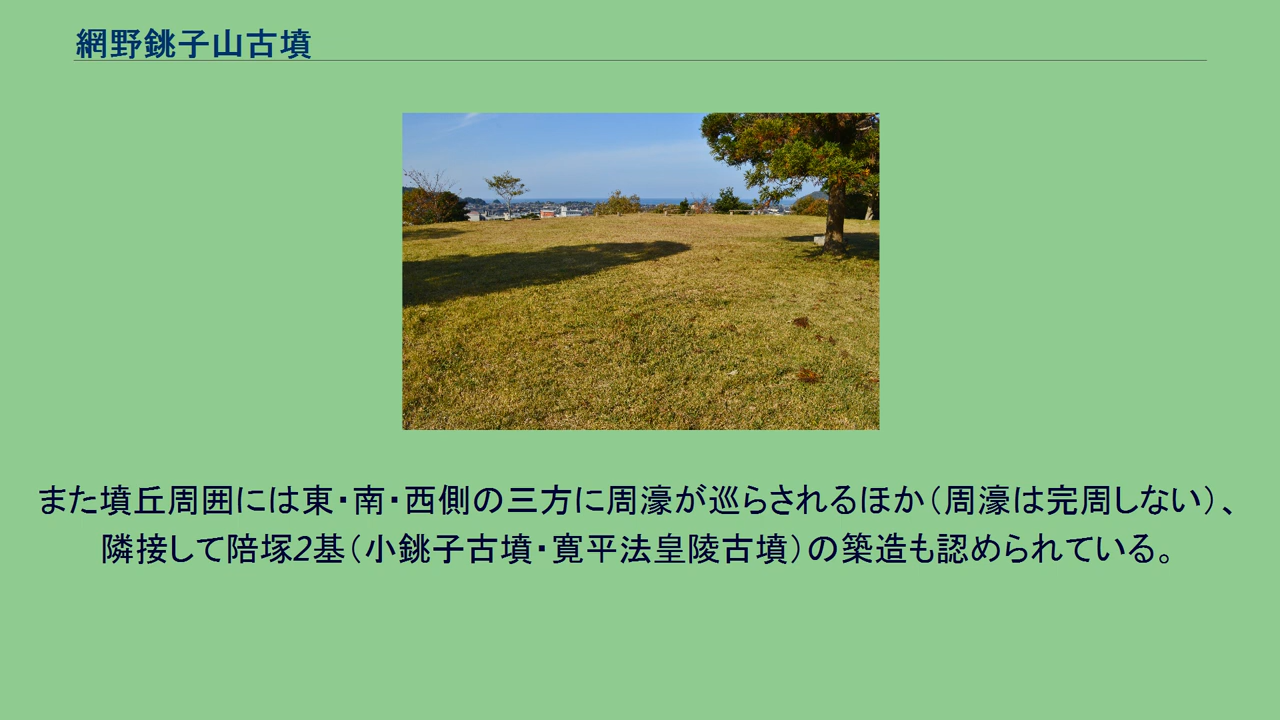 網野銚子山古墳
また墳丘周囲には東・南・西側の三方に周濠が巡らされるほか（周濠は完周しない）、
隣接して陪塚2基（小銚子古墳・寛平法皇陵古墳）の築造も認められている。